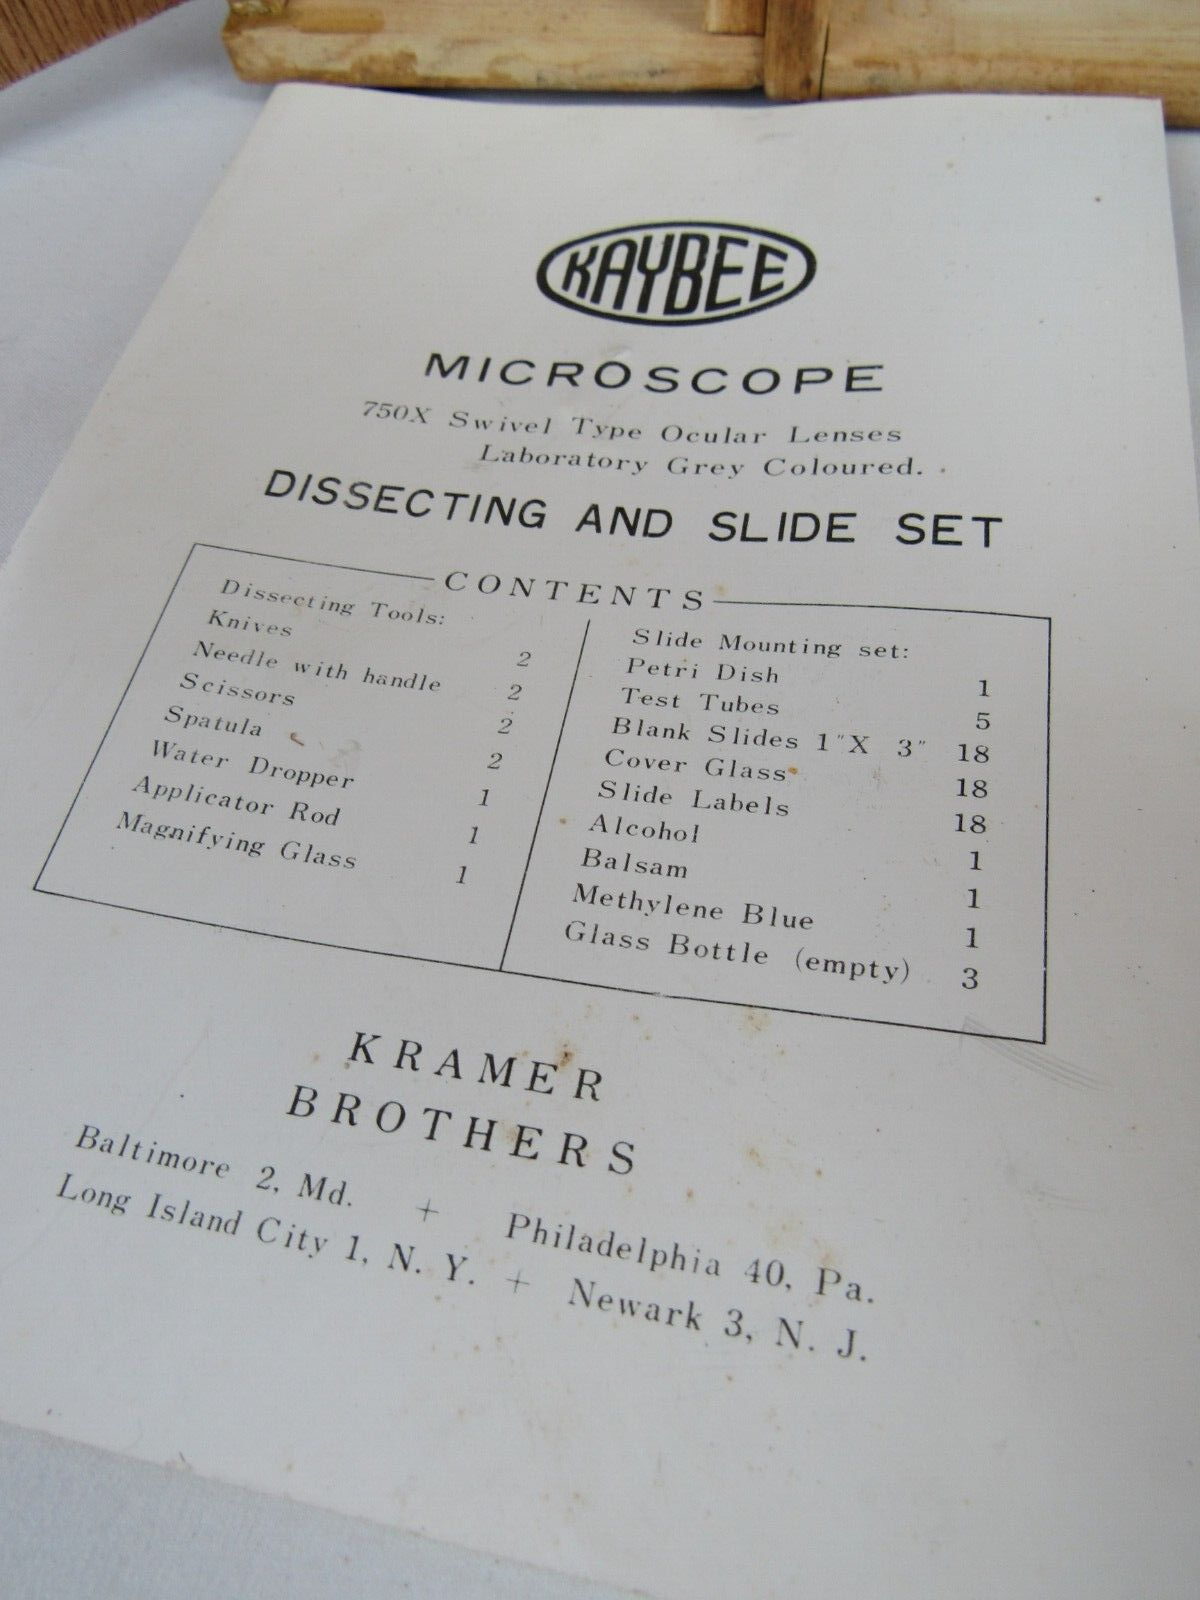 KAYBEE
MICROSCOPE
750X Swivel Type Ocular Lenses
Laboratory Grey Coloured.
DISSECTING AND SLIDE SET
CONTENTS
Dissecting Tools:
Knives 2
Needle with handle 2
Scissors 2
Spatula 2
Water Dropper 1
Applicator Rod 1
Magnifying Glass 1
Slide Mounting set:
Petri Dish 1
Test Tubes 5
Blank Slides 1"X 3" 18
Cover Glass 18
Slide Labels 18
Alcohol 1
Balsam 1
Methylene Blue 1
Glass Bottle (empty) 3
KRAMER
BROTHERS
Baltimore 2, Md. + Philadelphia 40, Pa.
Long Island City 1, N. Y. + Newark 3, N. J.